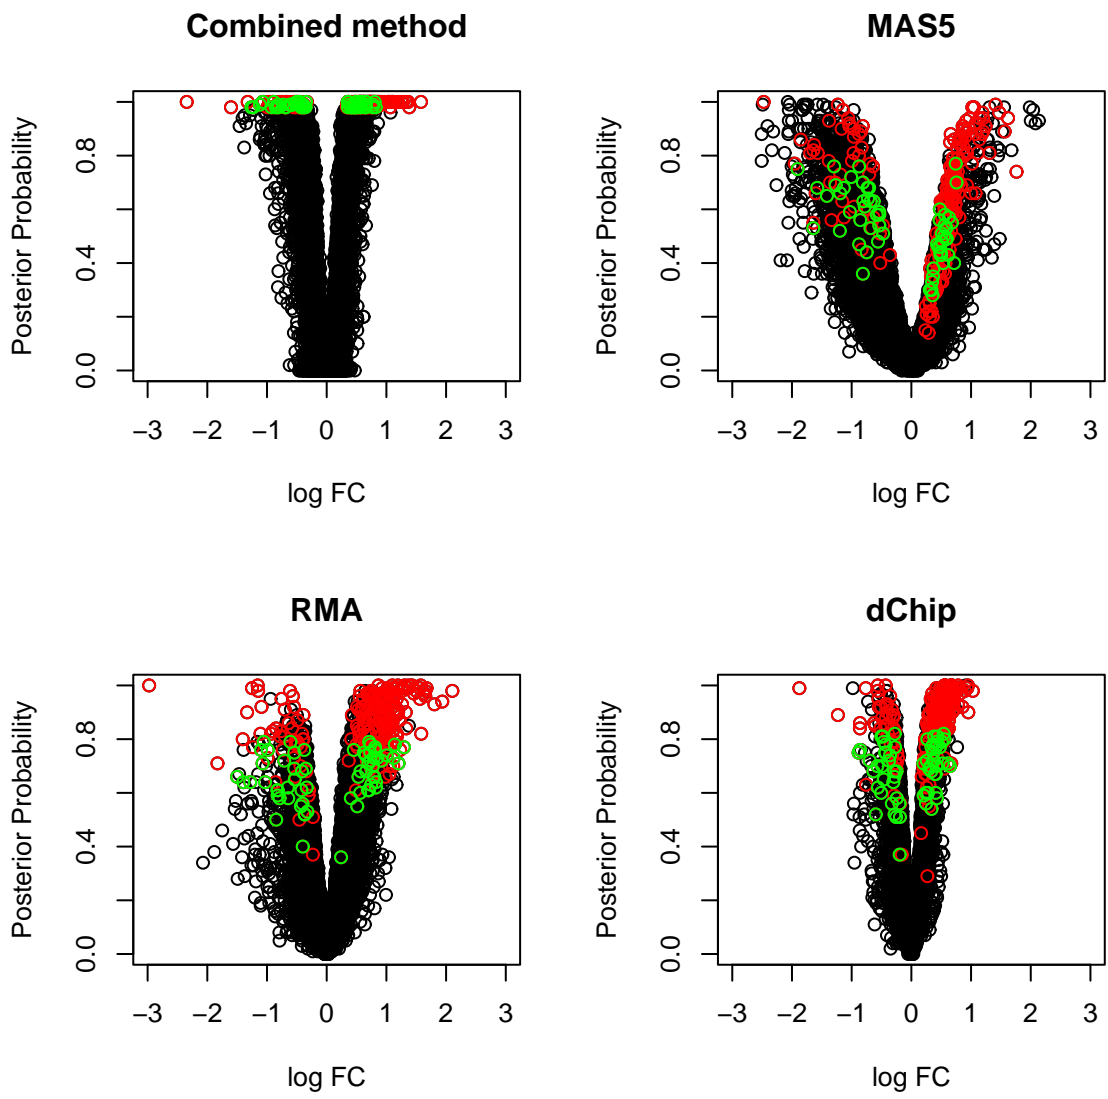 Combined method
Posterior Probability
0.0 0.4 0.8
−3 −2 −1 0 1 2 3
log FC
MAS5
Posterior Probability
0.0 0.4 0.8
−3 −2 −1 0 1 2 3
log FC
RMA
Posterior Probability
0.0 0.4 0.8
−3 −2 −1 0 1 2 3
log FC
dChip
Posterior Probability
0.0 0.4 0.8
−3 −2 −1 0 1 2 3
log FC